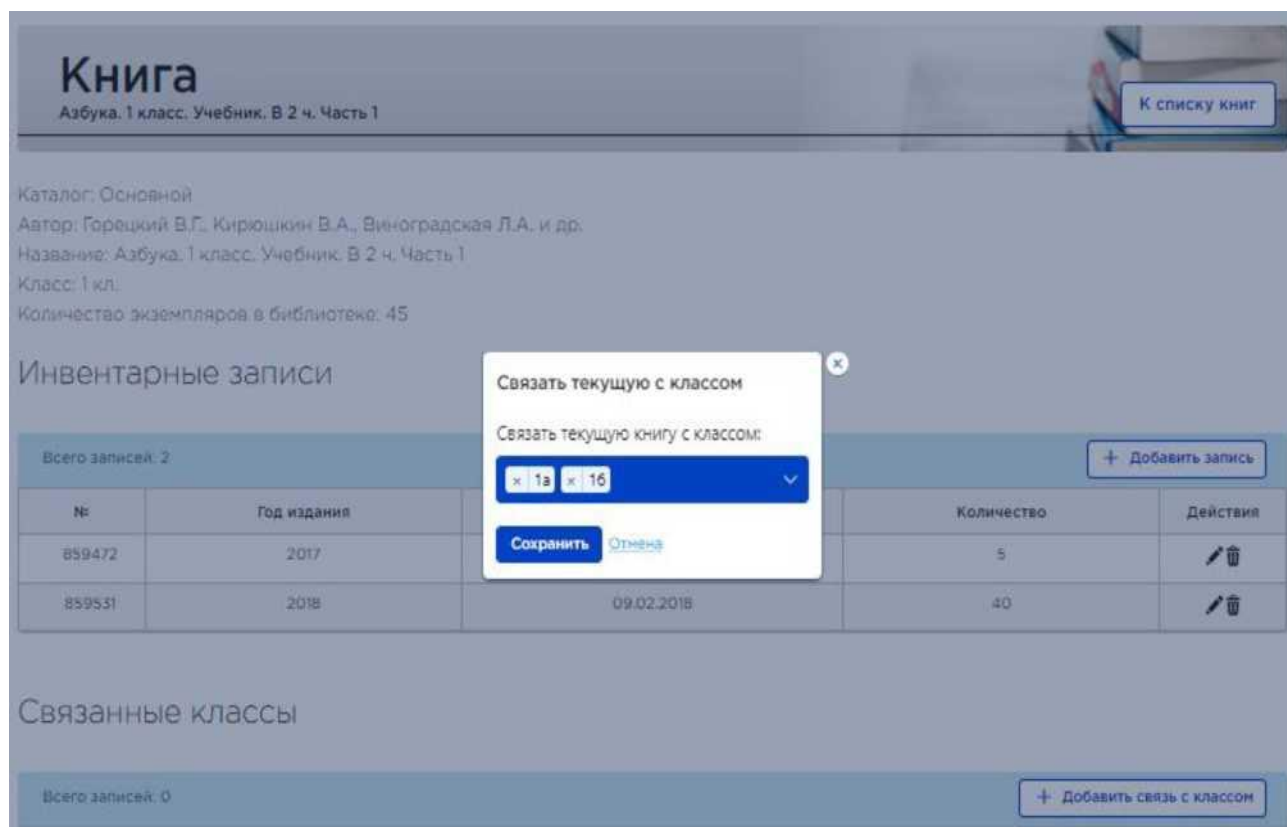 Книга
Азбука. 1 класс. Учебник. В 2 ч. Часть 1
К списку книг
Каталог: Основной
Автор: Горецкий В.Г., Кирюшкин В.А., Виноградская Л.А. и др.
Название: Азбука. 1 класс. Учебник. В 2 ч. Часть 1
Класс: 1 кл.
Количество экземпляров в библиотеке: 45
Инвентарные записи
Связать текущую с классом
Связать текущую книгу с классом:
× 1а × 1б
Сохранить Отмена
Всего записей: 2
+ Добавить запись
№ Год издания Количество Действия
859472 2017 5
859531 2018 09.02.2018 40
Связанные классы
Всего записей: 0
+ Добавить связь с классом